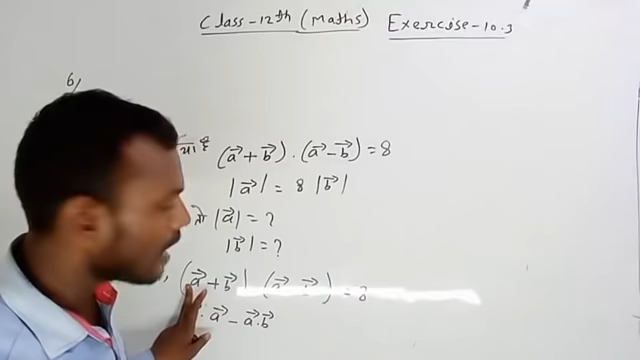 Class-12th (Maths) Exercise-10.3
6/
(a⃗ + b⃗) . (a⃗ - b⃗) = 8
|a⃗| = 8 |b⃗|
तो |a⃗| = ?
|b⃗| = ?
(a⃗ + b⃗) (a⃗ b⃗) = 8
. a⃗ - a⃗.b⃗